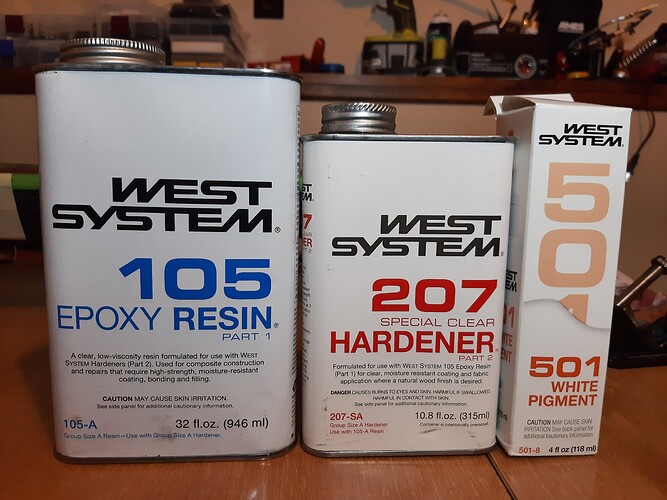 WEST
SYSTEM®
105
EPOXY RESIN®
PART 1
A clear, low-viscosity resin formulated for use with WEST
SYSTEM Hardeners (Part 2). Used for composite construction
and repairs that require high-strength, moisture-resistant
coating, bonding and filling.
CAUTION MAY CAUSE SKIN IRRITATION.
See side panel for additional cautionary information.
105-A
32 fl.oz. (946 ml)
Group Size A Resin—Use with Group Size A Hardener.
WEST
SYSTEM®
207
SPECIAL CLEAR
HARDENER®
PART 2
Formulated for use with WEST SYSTEM 105 Epoxy Resin
(Part 1) for clear, moisture resistant coating and fabric
application where a natural wood finish is desired.
DANGER CAUSES BURNS TO EYES AND SKIN. HARMFUL IF SWALLOWED.
HARMFUL IN CONTACT WITH SKIN.
See side panel for additional cautionary information.
207-SA
10.8 fl.oz. (315ml)
Group Size A Hardener
Use with 105-A Resin
Container is intentionally oversized.
WEST
SYSTEM®
501
501
WHITE
PIGMENT
CAUTION MAY CAUSE SKIN
IRRITATION See back panel for
additional cautionary information.
501-8
4 fl oz (118 ml)